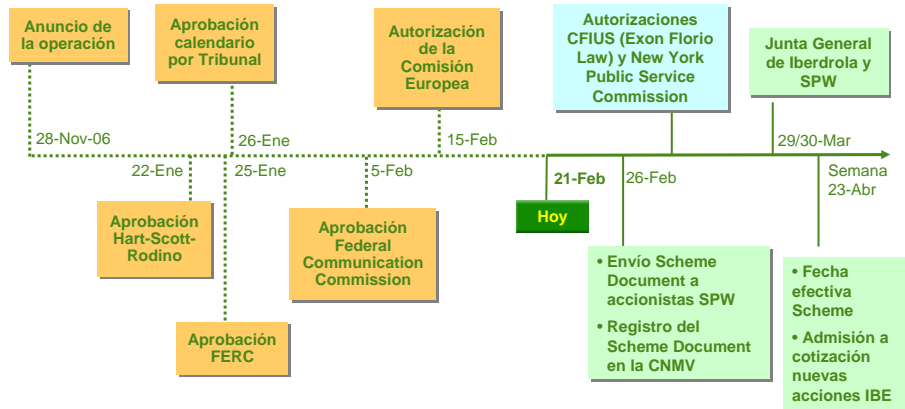 Anuncio de
la operación
Aprobación
calendario
por Tribunal
Autorización
de la
Comisión
Europea
Autorizaciones
CFIUS (Exon Florio
Law) y New York
Public Service
Commission
Junta General
de Iberdrola y
SPW
28-Nov-06
26-Ene
15-Feb
29/30-Mar
22-Ene
25-Ene
5-Feb
21-Feb
26-Feb
Semana
23-Abr
Aprobación
Hart-Scott-
Rodino
Aprobación
FERC
Aprobación
Federal
Communication
Commission
Hoy
• Envío Scheme
Document a
accionistas SPW
• Registro del
Scheme Document
en la CNMV
• Fecha
efectiva
Scheme
• Admisión a
cotización
nuevas
acciones IBE